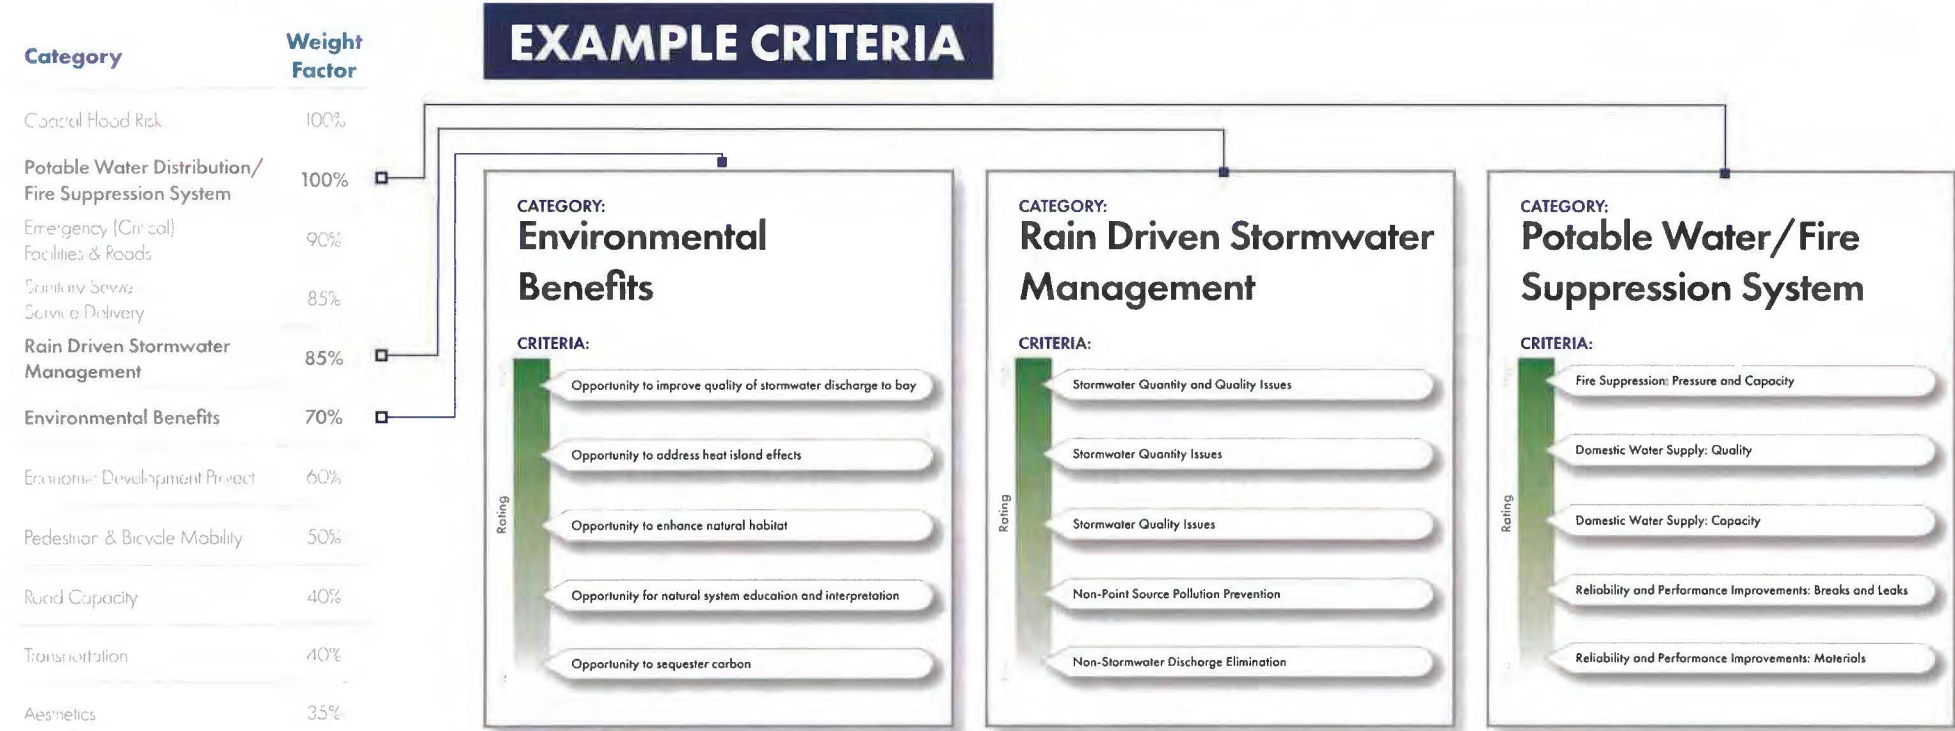 EXAMPLE CRITERIA
Category
Weight
Factor
Coastal Flood Risk 100%
Potable Water Distribution/
Fire Suppression System
100%
Emergency (Critical)
Facilities & Roads
90%
Sanitary Sewer
Service Delivery
85%
Rain Driven Stormwater
Management
85%
Environmental Benefits 70%
Economic Development Project 60%
Pedestrian & Bicycle Mobility 50%
Road Capacity 40%
Transportation 40%
Aesthetics 35%
CATEGORY:
Environmental
Benefits
CRITERIA:
Rating
Opportunity to improve quality of stormwater discharge to bay
Opportunity to address heat island effects
Opportunity to enhance natural habitat
Opportunity for natural system education and interpretation
Opportunity to sequester carbon
CATEGORY:
Rain Driven Stormwater
Management
CRITERIA:
Rating
Stormwater Quantity and Quality Issues
Stormwater Quantity Issues
Stormwater Quality Issues
Non-Point Source Pollution Prevention
Non-Stormwater Discharge Elimination
CATEGORY:
Potable Water/Fire
Suppression System
CRITERIA:
Rating
Fire Suppression: Pressure and Capacity
Domestic Water Supply: Quality
Domestic Water Supply: Capacity
Reliability and Performance Improvements: Breaks and Leaks
Reliability and Performance Improvements: Materials